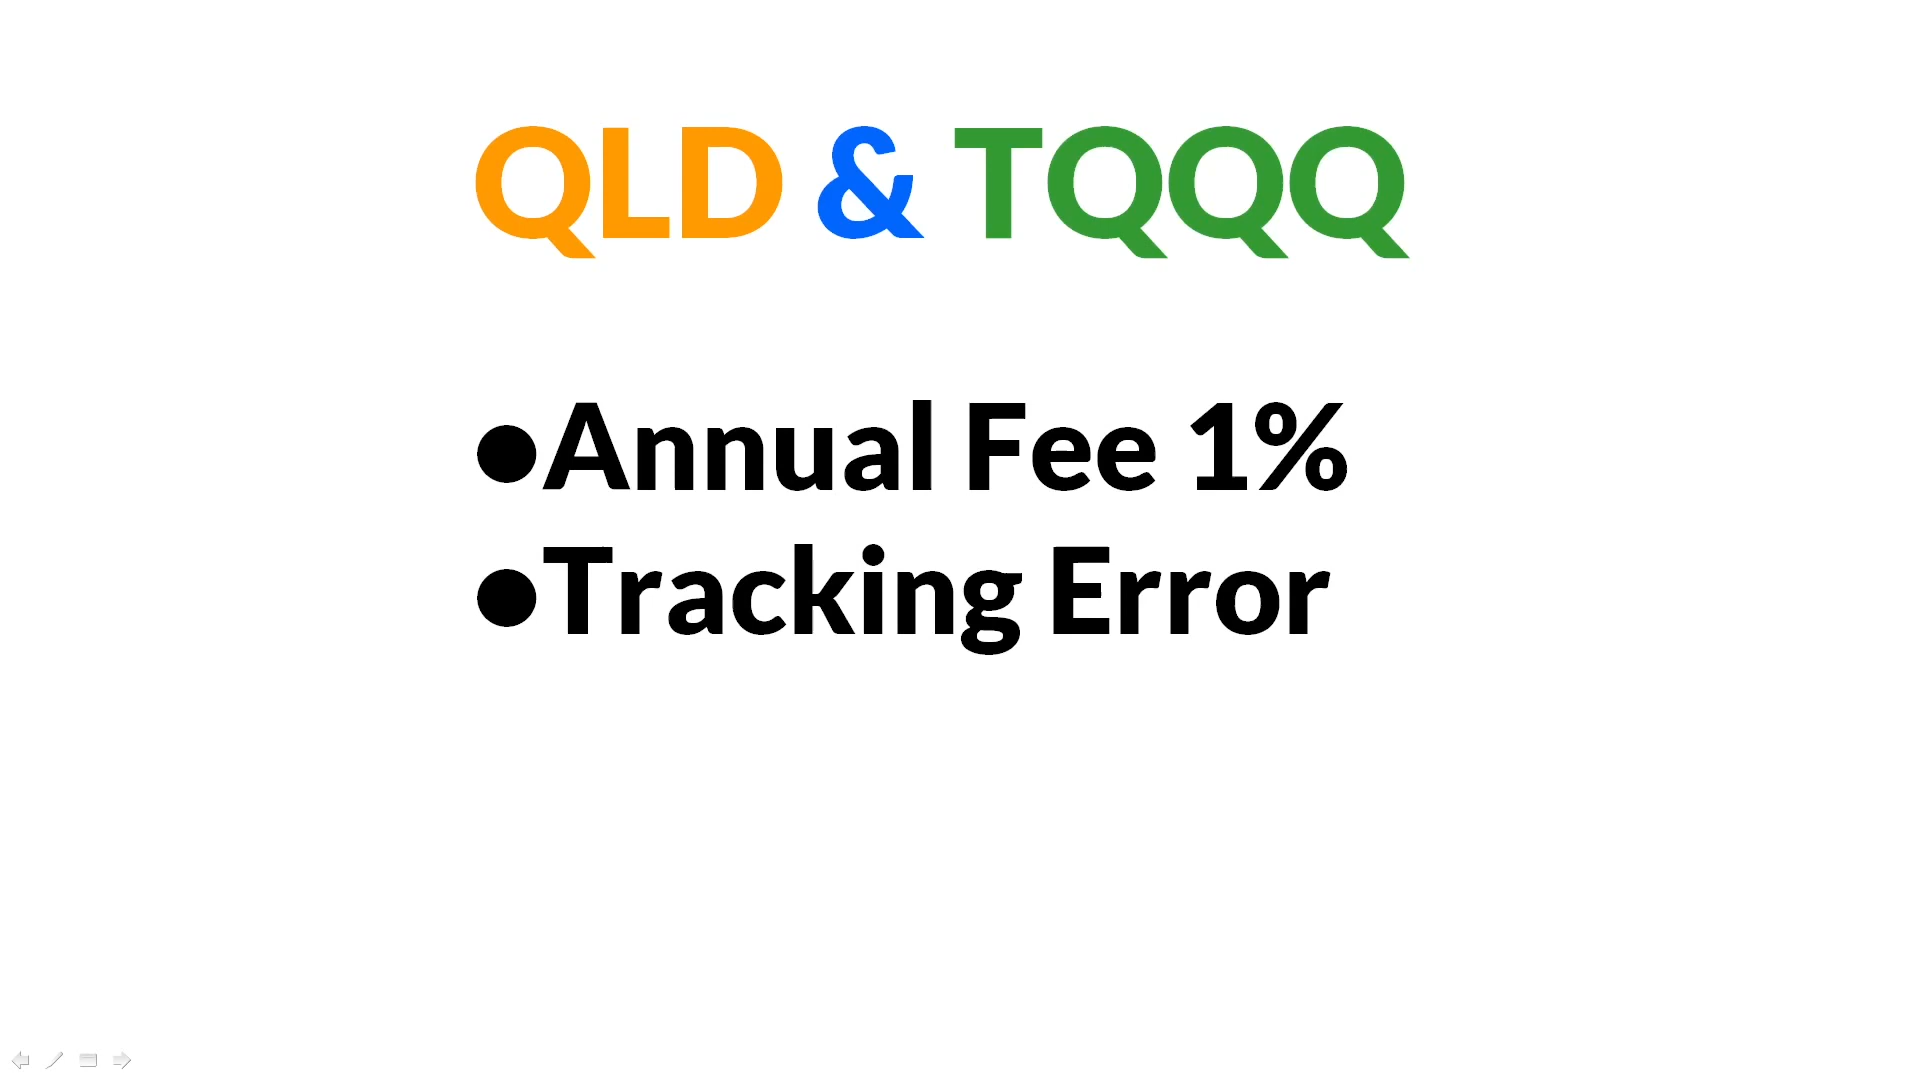 QLD & TQQQ
●Annual Fee 1%
●Tracking Error